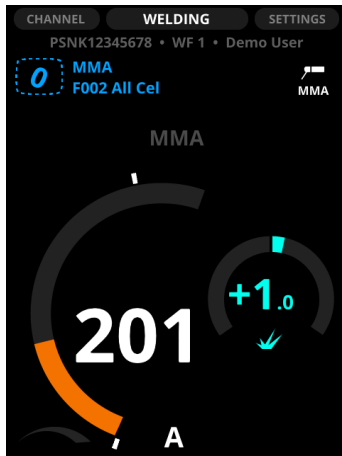 CHANNEL WELDING SETTINGS
PSNK12345678 • WF 1 • Demo User
0 MMA
F002 All Cel
MMA
MMA
+1.0
201
A